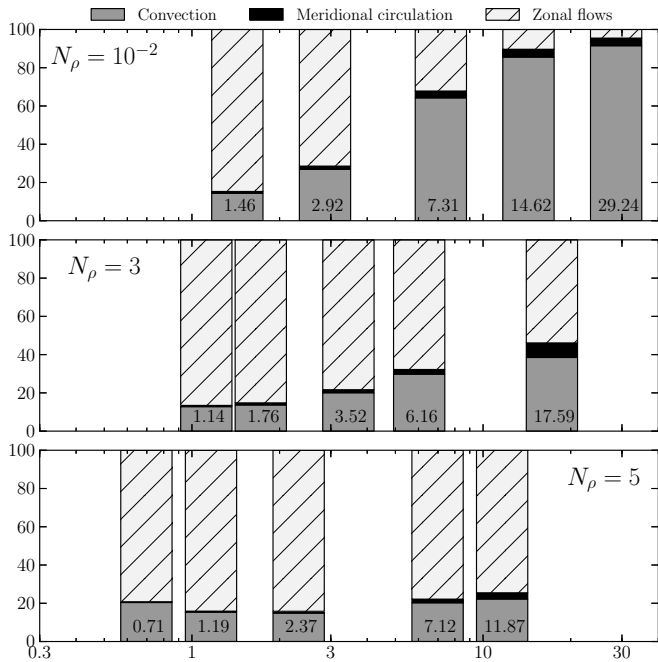 Convection Meridional circulation Zonal flows
100
80
60
40
20
0
N_ρ = 10⁻²
1.46 2.92 7.31 14.62 29.24
100
80
60
40
20
0
N_ρ = 3
1.14 1.76 3.52 6.16 17.59
100
80
60
40
20
0
N_ρ = 5
0.71 1.19 2.37 7.12 11.87
0.3 1 3 10 30